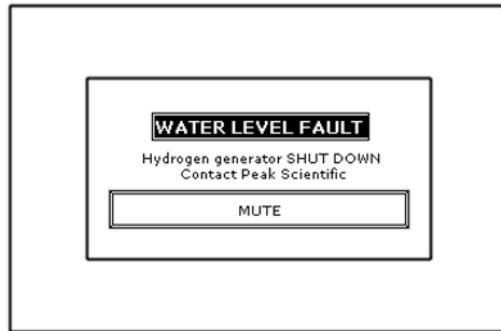 WATER LEVEL FAULT
Hydrogen generator SHUT DOWN
Contact Peak Scientific
MUTE